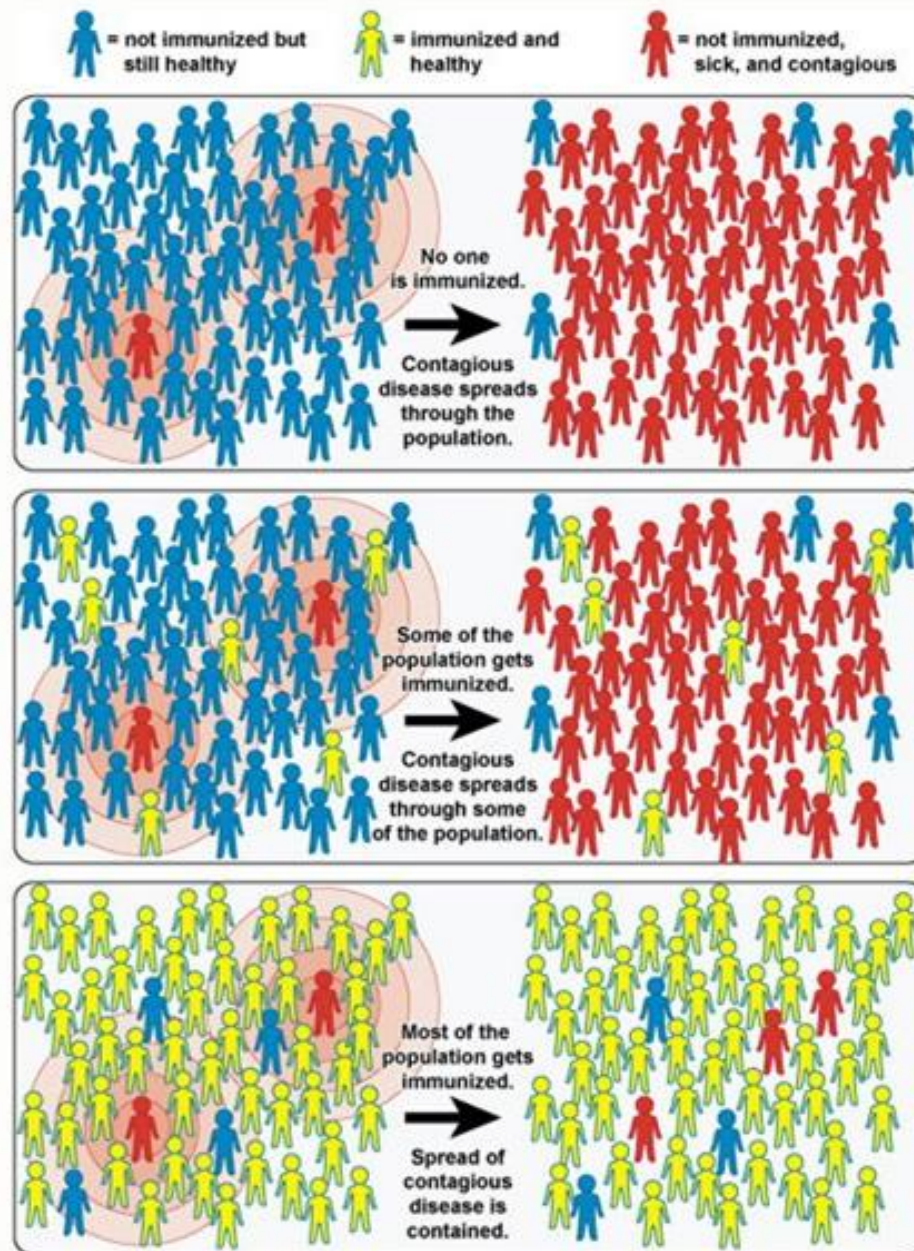 = not immunized but
still healthy
= immunized and
healthy
= not immunized,
sick, and contagious
No one
is immunized.
Contagious
disease spreads
through the
population.
Some of the
population gets
immunized.
Contagious
disease spreads
through some
of the population.
Most of the
population gets
immunized.
Spread of
contagious
disease is
contained.